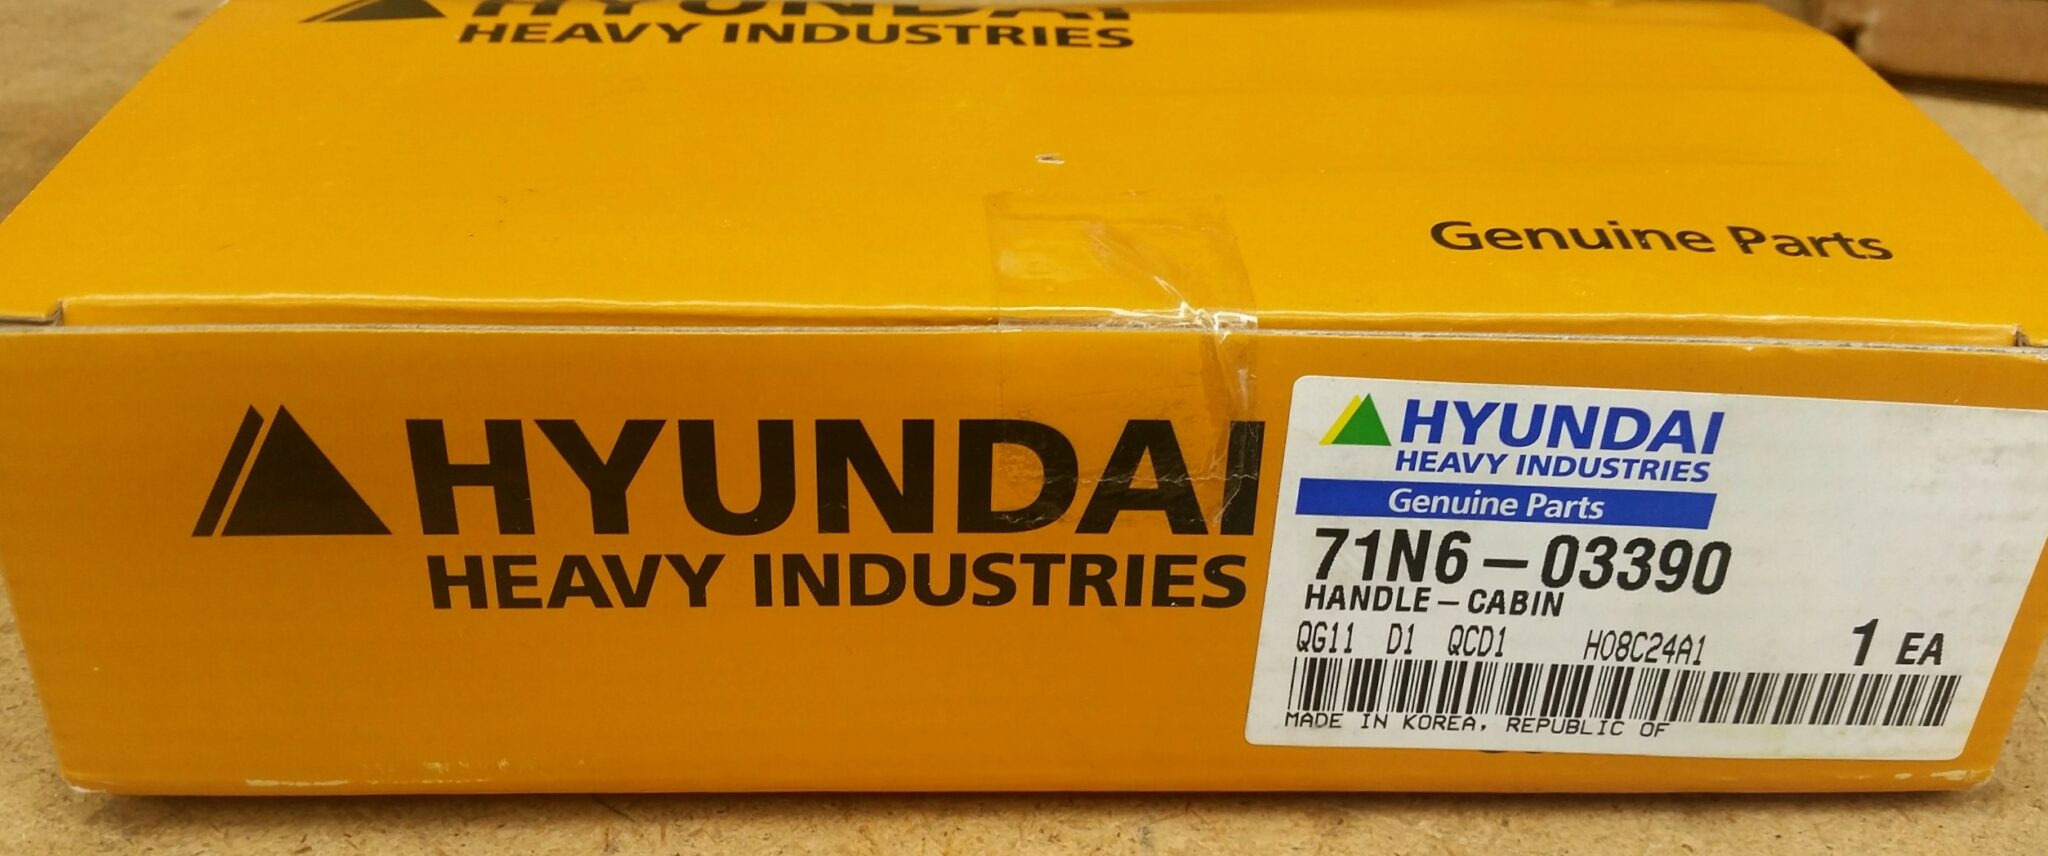 HYUNDAI
HEAVY INDUSTRIES
Genuine Parts
HYUNDAI
HEAVY INDUSTRIES
HYUNDAI
HEAVY INDUSTRIES
Genuine Parts
71N6-03390
HANDLE-CABIN
QG11 D1 QCD1 H08C24A1 1 EA
MADE IN KOREA, REPUBLIC OF